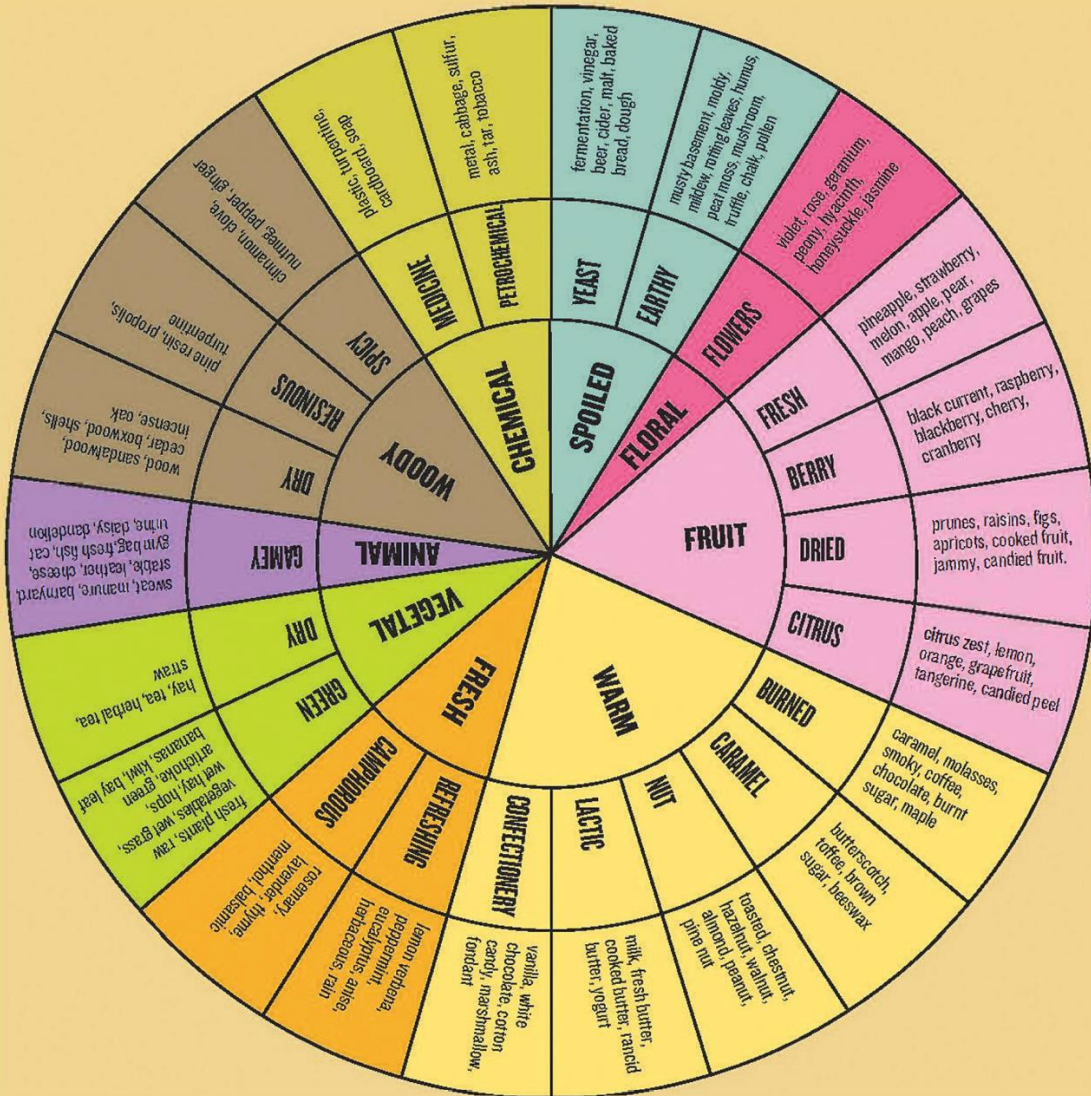 SPOILED
YEAST
fermentation, vinegar,
beer, cider, malt, baked
bread, dough
EARTHY
musty basement, moldy,
mildew, rotting leaves, humus,
peat moss, mushroom,
truffle, chalk, pollen
FLORAL
FLOWERS
violet, rose, geranium,
peony, hyacinth,
honeysuckle, jasmine
FRUIT
FRESH
pineapple, strawberry,
melon, apple, pear,
mango, peach, grapes
BERRY
black current, raspberry,
blackberry, cherry,
cranberry
DRIED
prunes, raisins, figs,
apricots, cooked fruit,
jammy, candied fruit.
CITRUS
citrus zest, lemon,
orange, grapefruit,
tangerine, candied peel
WARM
BURNED
caramel, molasses,
smoky, coffee,
chocolate, burnt
sugar, maple
CARAMEL
butterscotch,
toffee, brown
sugar, beeswax
NUT
toasted, chestnut,
hazelnut, walnut,
almond, peanut,
pine nut
LACTIC
milk, fresh butter,
cooked butter, rancid
butter, yogurt
CONFECTIONERY
vanilla, white
chocolate, cotton
candy, marshmallow,
fondant
FRESH
REFRESHING
lemon verbena,
peppermint,
eucalyptus, anise,
herbaceous, rain
CAMPHOROUS
rosemary,
lavender, thyme,
menthol, balsamic
VEGETAL
GREEN
fresh plants, raw
vegetables, wet grass,
wet hay, hops,
artichoke, green
bananas, kiwi, bay leaf
DRY
hay, tea, herbal tea,
straw
ANIMAL
GAMEY
sweat, manure, barnyard,
stable, leather, cheese,
gym bag, fresh fish, cat
urine, daisy, dandelion
WOODY
DRY
wood, sandalwood,
cedar, boxwood, shells,
incense, oak
RESINOUS
pine resin, propolis,
turpentine
SPICY
cinnamon, clove,
nutmeg, pepper, ginger
CHEMICAL
MEDICINE
plastic, turpentine,
cardboard, soap
PETROCHEMICAL
metal, cabbage, sulfur,
ash, tar, tobacco